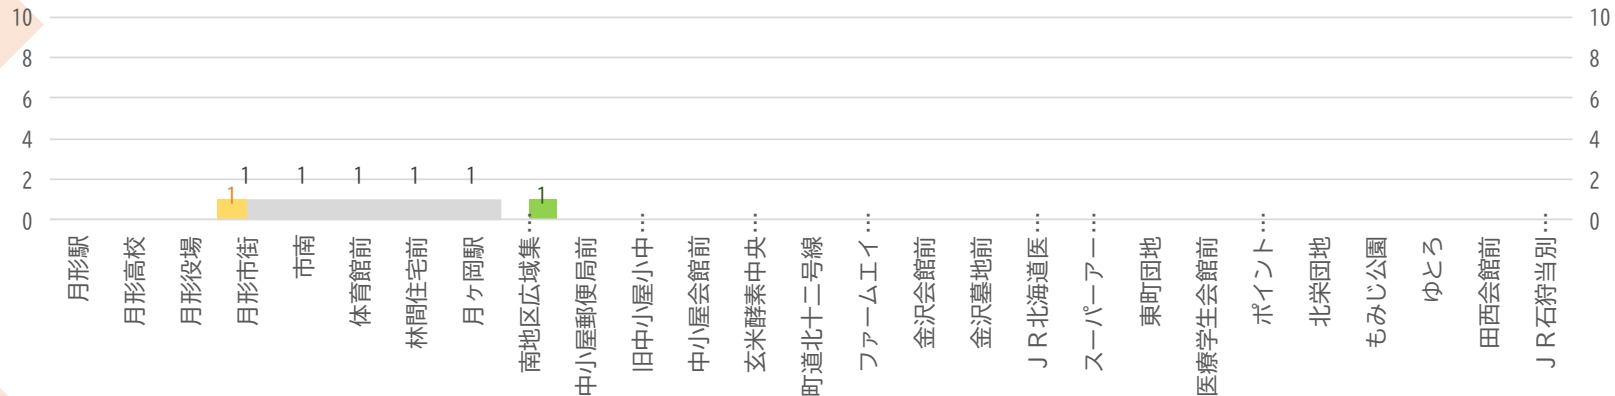 10 10
8 8
6 6
4 4
2 2
0 0
1 1 1 1 1
1 1
月形駅
月形高校
月形役場
月形市街
市南
体育館前
林間住宅前
月ヶ岡駅
南地区広域集…
中小屋郵便局前
旧中小屋小中…
中小屋会館前
玄米酵素中央…
町道北十二号線
ファームエイ…
金沢会館前
金沢墓地前
ＪＲ北海道医…
スーパーアー…
東町団地
医療学生会館前
ポイント…
北栄団地
もみじ公園
ゆとろ
田西会館前
ＪＲ石狩当別…